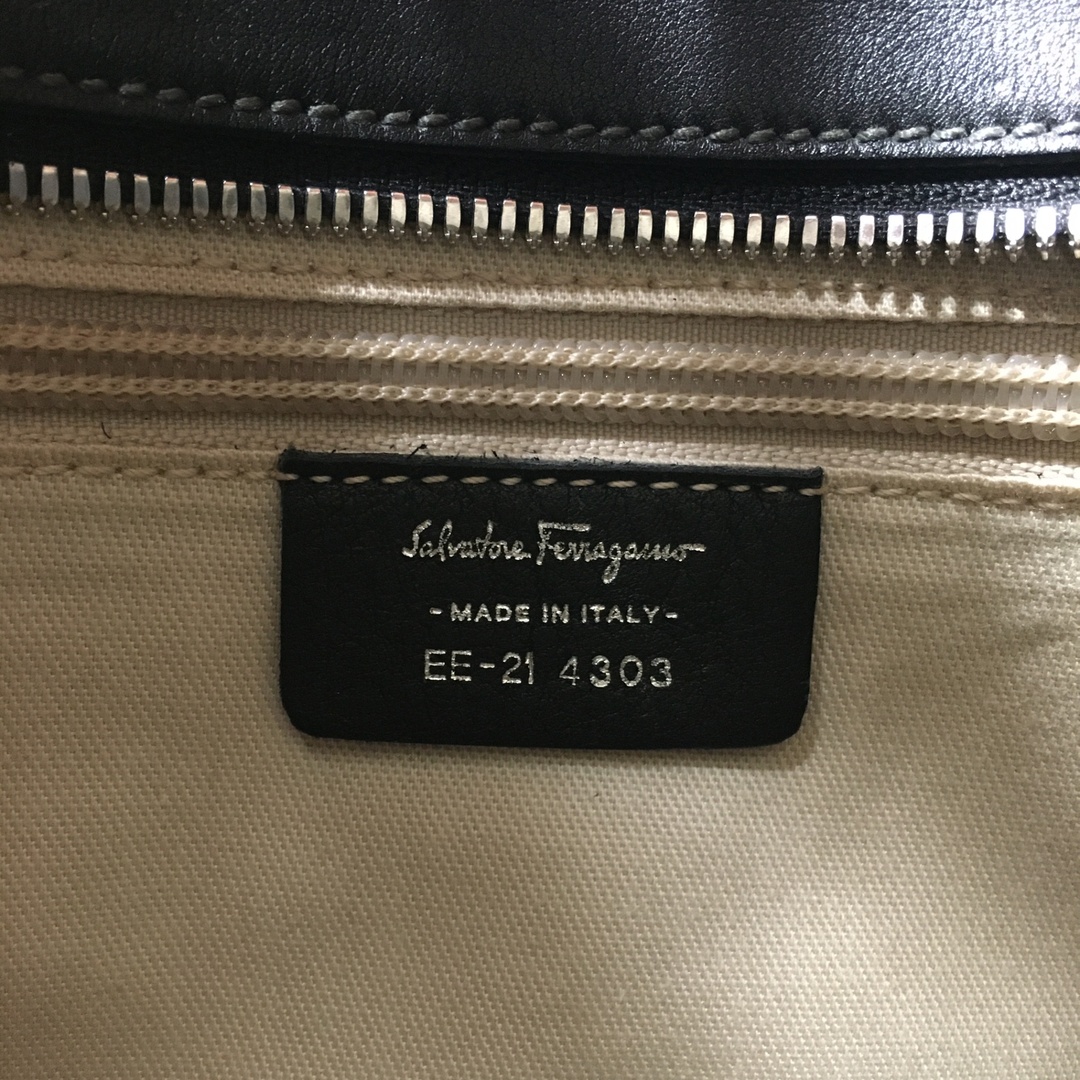 Salvatore Ferragamo
- MADE IN ITALY -
EE-21 4303